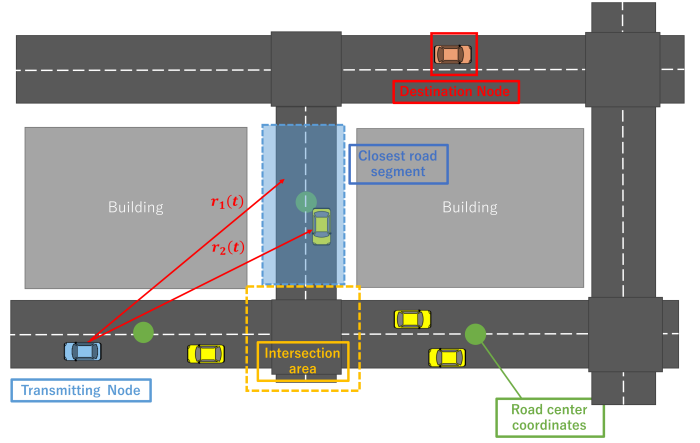 Destination Node
Closest road
segment
Building
r₁(t)
Building
r₂(t)
Intersection
area
Transmitting Node
Road center
coordinates